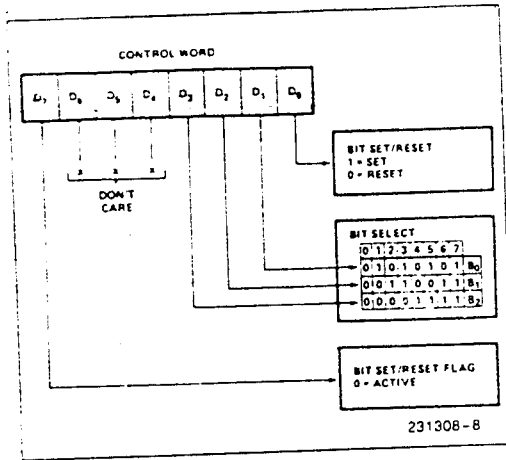 CONTROL WORD
D7 D6 D5 D4 D3 D2 D1 D0
X X X
DON'T
CARE
BIT SET/RESET
1 = SET
0 = RESET
BIT SELECT
0 1 2 3 4 5 6 7
0 1 0 1 0 1 0 1 B0
0 0 1 1 0 0 1 1 B1
0 0 0 0 1 1 1 1 B2
BIT SET/RESET FLAG
0 = ACTIVE
231308-8